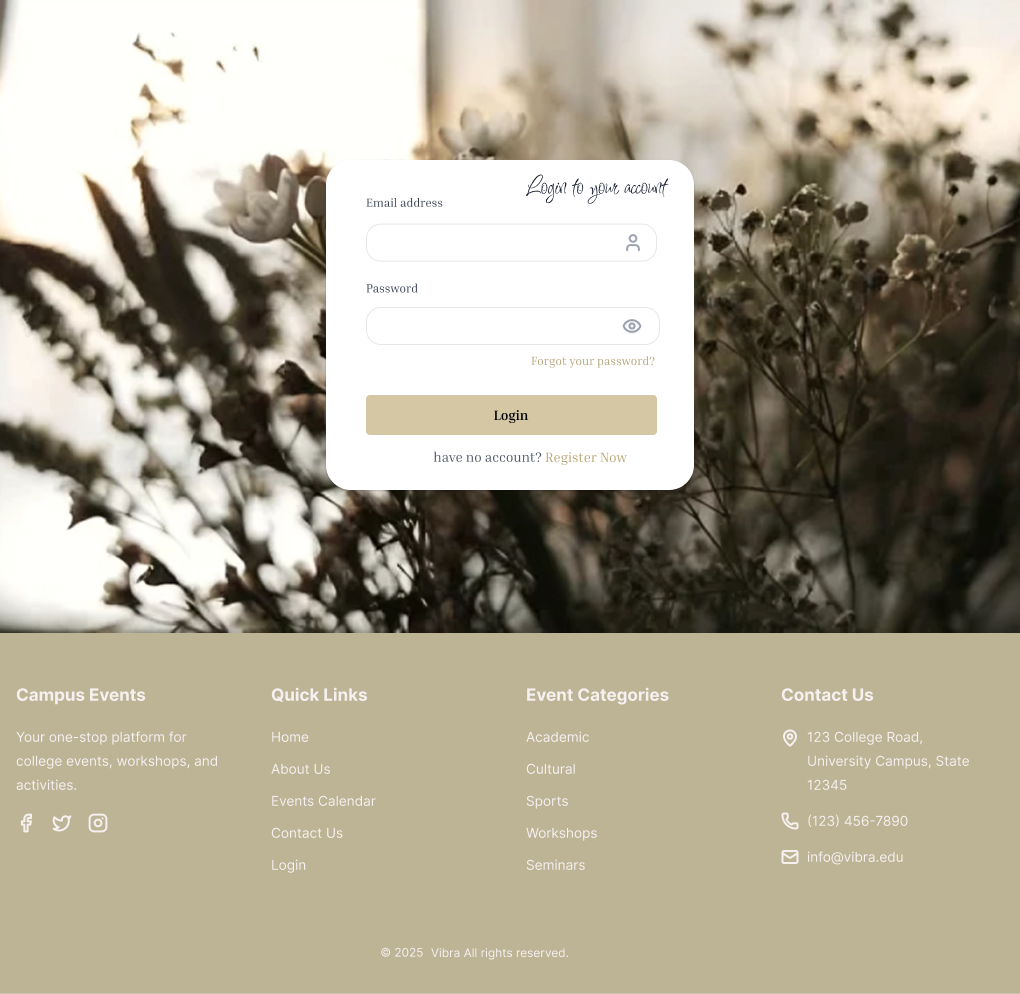 Login to your account
Email address
Password
Forgot your password?
Login
have no account? Register Now
Campus Events
Your one-stop platform for
college events, workshops, and
activities.
Quick Links
Home
About Us
Events Calendar
Contact Us
Login
Event Categories
Academic
Cultural
Sports
Workshops
Seminars
Contact Us
123 College Road,
University Campus, State
12345
(123) 456-7890
info@vibra.edu
© 2025 Vibra All rights reserved.